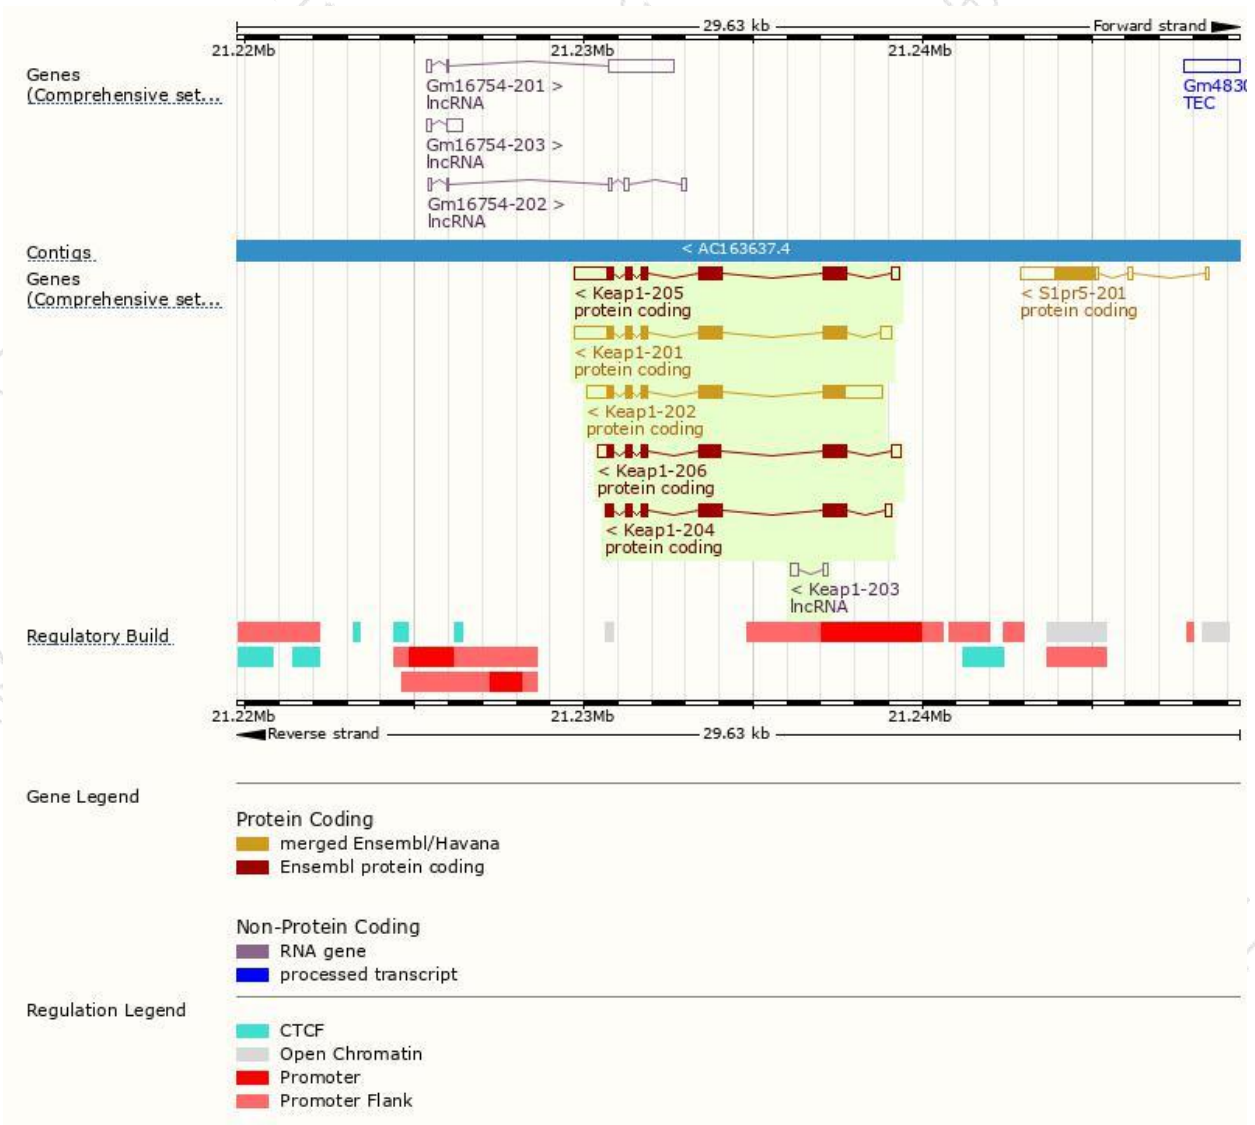 29.63 kb
Forward strand
21.22Mb 21.23Mb 21.24Mb
Genes
(Comprehensive set...
Gm16754-201 >
lncRNA
Gm4830
TEC
Gm16754-203 >
lncRNA
Gm16754-202 >
lncRNA
Contigs
< AC163637.4
Genes
(Comprehensive set...
< Keap1-205
protein coding
< S1pr5-201
protein coding
< Keap1-201
protein coding
< Keap1-202
protein coding
< Keap1-206
protein coding
< Keap1-204
protein coding
< Keap1-203
lncRNA
Regulatory Build
21.22Mb 21.23Mb 21.24Mb
Reverse strand
29.63 kb
Gene Legend
Protein Coding
merged Ensembl/Havana
Ensembl protein coding
Non-Protein Coding
RNA gene
processed transcript
Regulation Legend
CTCF
Open Chromatin
Promoter
Promoter Flank